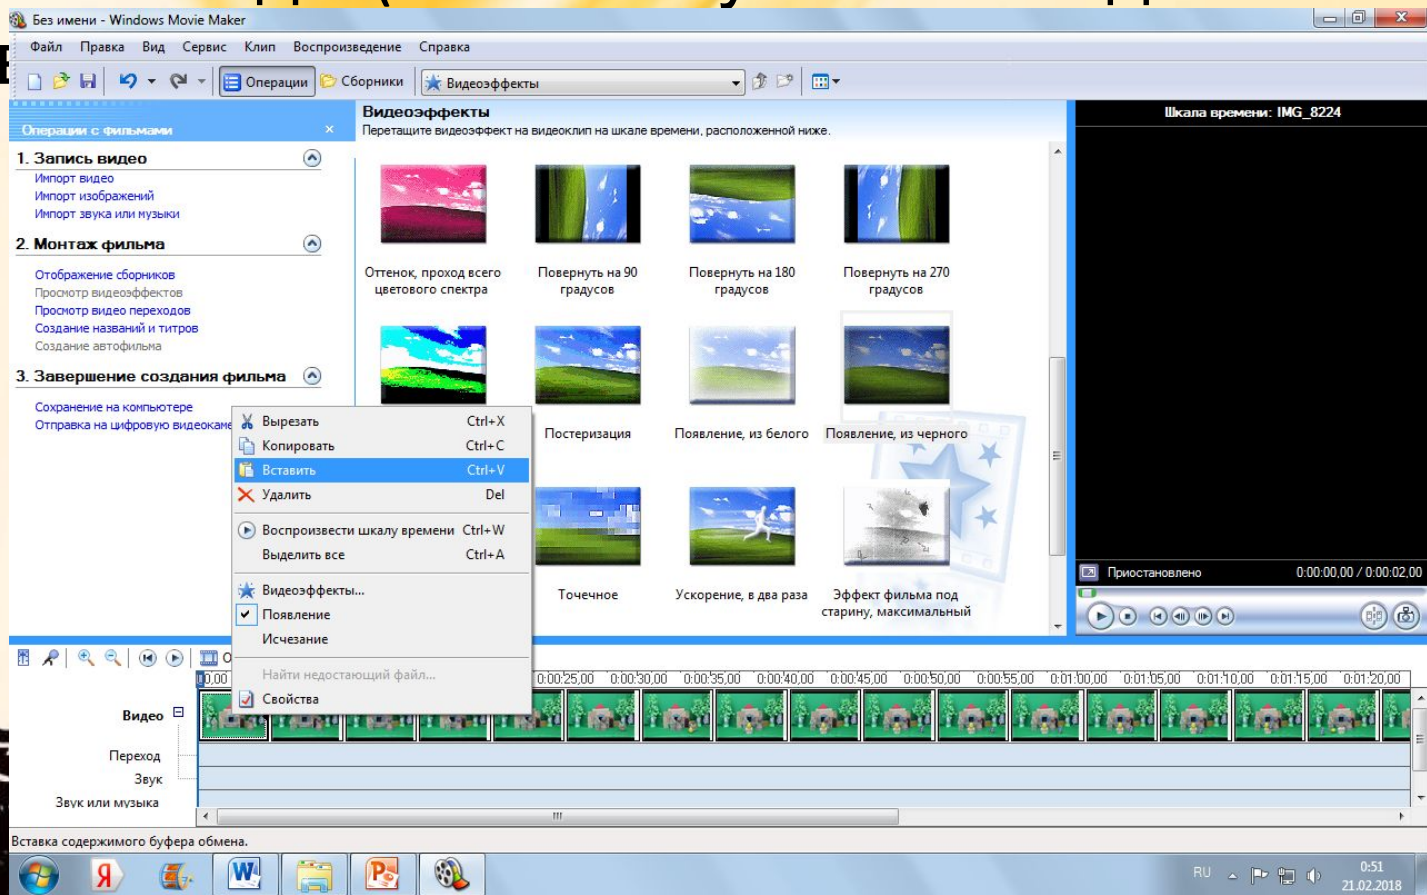 Без имени - Windows Movie Maker
Файл Правка Вид Сервис Клип Воспроизведение Справка
Операции Сборники Видеоэффекты
Операции с фильмами
1. Запись видео
Импорт видео
Импорт изображений
Импорт звука или музыки
2. Монтаж фильма
Отображение сборников
Просмотр видеоэффектов
Просмотр видео переходов
Создание названий и титров
Создание автофильма
3. Завершение создания фильма
Сохранение на компьютере
Отправка на цифровую видеокаме
Видеоэффекты
Перетащите видеоэффект на видеоклип на шкале времени, расположенной ниже.
Оттенок, проход всего цветового спектра
Повернуть на 90 градусов
Повернуть на 180 градусов
Повернуть на 270 градусов
Постеризация
Появление, из белого
Появление, из черного
Точечное
Ускорение, в два раза
Эффект фильма под старину, максимальный
Вырезать Ctrl+X
Копировать Ctrl+C
Вставить Ctrl+V
Удалить Del
Воспроизвести шкалу времени Ctrl+W
Выделить все Ctrl+A
Видеоэффекты...
Появление
Исчезание
Найти недостающий файл...
Свойства
Шкала времени: IMG_8224
Приостановлено 0:00:00,00 / 0:00:02,00
0:00:25,00 0:00:30,00 0:00:35,00 0:00:40,00 0:00:45,00 0:00:50,00 0:00:55,00 0:01:00,00 0:01:05,00 0:01:10,00 0:01:15,00 0:01:20,00
Видео
Переход
Звук
Звук или музыка
Вставка содержимого буфера обмена.
RU
0:51
21.02.2018